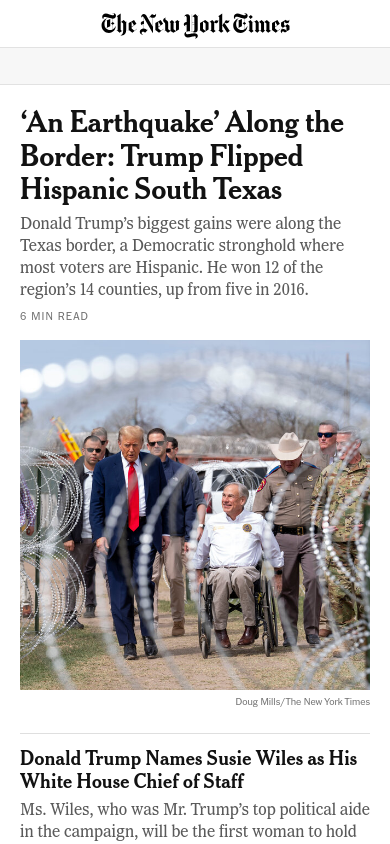 The New York Times
‘An Earthquake’ Along the
Border: Trump Flipped
Hispanic South Texas
Donald Trump’s biggest gains were along the
Texas border, a Democratic stronghold where
most voters are Hispanic. He won 12 of the
region’s 14 counties, up from five in 2016.
6 MIN READ
Doug Mills/The New York Times
Donald Trump Names Susie Wiles as His
White House Chief of Staff
Ms. Wiles, who was Mr. Trump’s top political aide
in the campaign, will be the first woman to hold